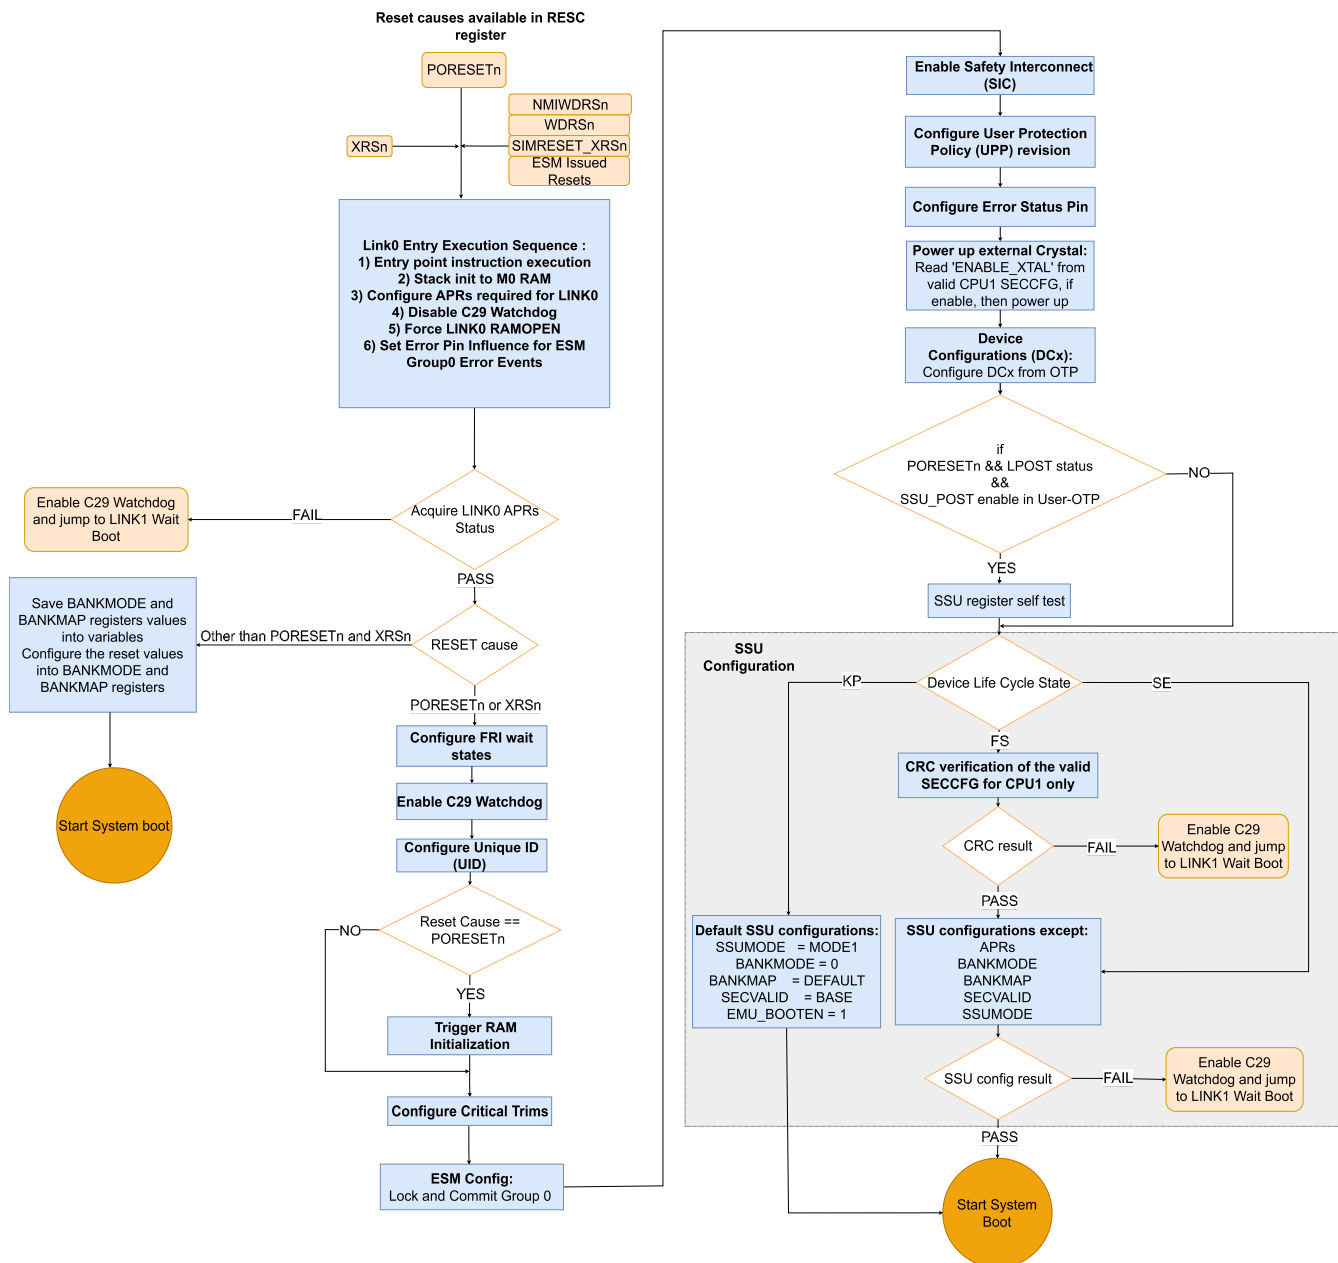 Reset causes available in RESC
register
PORESETn
NMIWDRSn
WDRSn
XRSn
SIMRESET_XRSn
ESM Issued
Resets
Link0 Entry Execution Sequence :
1) Entry point instruction execution
2) Stack init to M0 RAM
3) Configure APRs required for LINK0
4) Disable C29 Watchdog
5) Force LINK0 RAMOPEN
6) Set Error Pin Influence for ESM
Group0 Error Events
Acquire LINK0 APRs
Status
FAIL
Enable C29 Watchdog
and jump to LINK1 Wait
Boot
PASS
RESET cause
Other than PORESETn and XRSn
Save BANKMODE and
BANKMAP registers values
into variables
Configure the reset values
into BANKMODE and
BANKMAP registers
Start System boot
PORESETn or XRSn
Configure FRI wait
states
Enable C29 Watchdog
Configure Unique ID
(UID)
Reset Cause ==
PORESETn
NO
YES
Trigger RAM
Initialization
Configure Critical Trims
ESM Config:
Lock and Commit Group 0
Enable Safety Interconnect
(SIC)
Configure User Protection
Policy (UPP) revision
Configure Error Status Pin
Power up external Crystal:
Read 'ENABLE_XTAL' from
valid CPU1 SECCFG, if
enable, then power up
Device
Configurations (DCx):
Configure DCx from OTP
if
PORESETn && LPOST status
&&
SSU_POST enable in User-OTP
NO
YES
SSU register self test
SSU
Configuration
Device Life Cycle State
KP
SE
FS
CRC verification of the valid
SECCFG for CPU1 only
CRC result
FAIL
Enable C29
Watchdog and jump
to LINK1 Wait Boot
PASS
Default SSU configurations:
SSUMODE = MODE1
BANKMODE = 0
BANKMAP = DEFAULT
SECVALID = BASE
EMU_BOOTEN = 1
SSU configurations except:
APRs
BANKMODE
BANKMAP
SECVALID
SSUMODE
SSU config result
FAIL
Enable C29
Watchdog and jump
to LINK1 Wait Boot
PASS
Start System
Boot